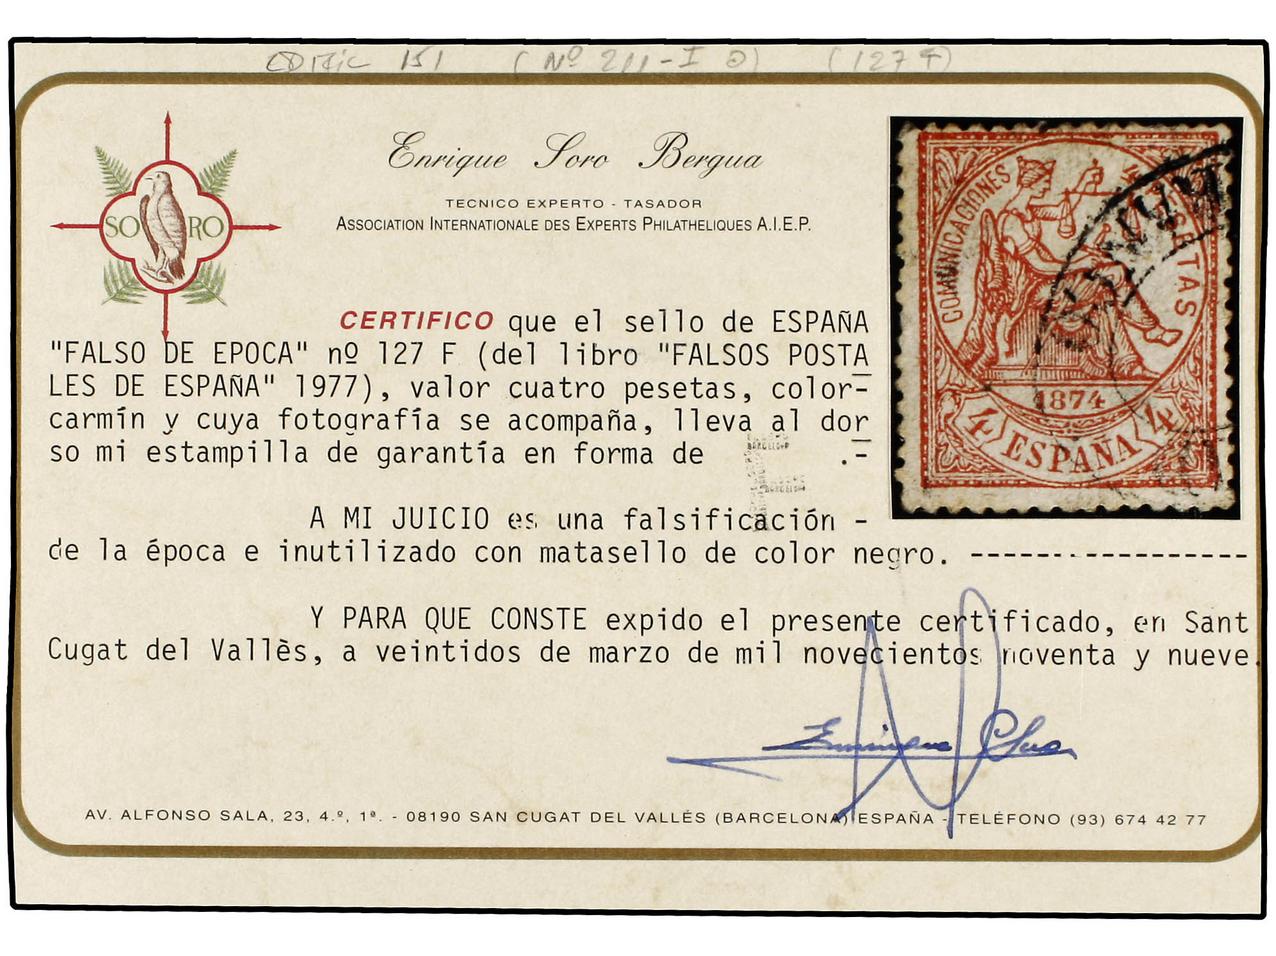 151 (Nº 211-I
SORO
Enrique Soro Bergua
TECNICO EXPERTO - TASADOR
ASSOCIATION INTERNATIONALE DES EXPERTS PHILATHELIQUES A.I.E.P.
COMUNICACIONES
4 PESETAS
1874
4 ESPAÑA 4
CERTIFICO que el sello de ESPAÑA
"FALSO DE EPOCA" nº 127 F (del libro "FALSOS POSTA
LES DE ESPAÑA" 1977), valor cuatro pesetas, color-
carmín y cuya fotografía se acompaña, lleva al dor
so mi estampilla de garantía en forma de .-
A MI JUICIO es una falsificación -
de la época e inutilizado con matasello de color negro. -----------------
Y PARA QUE CONSTE expido el presente certificado, en Sant
Cugat del Vallès, a veintidos de marzo de mil novecientos noventa y nueve.
AV. ALFONSO SALA, 23, 4.º, 1ª. - 08190 SAN CUGAT DEL VALLÉS (BARCELONA) ESPAÑA - TELÉFONO (93) 674 42 77